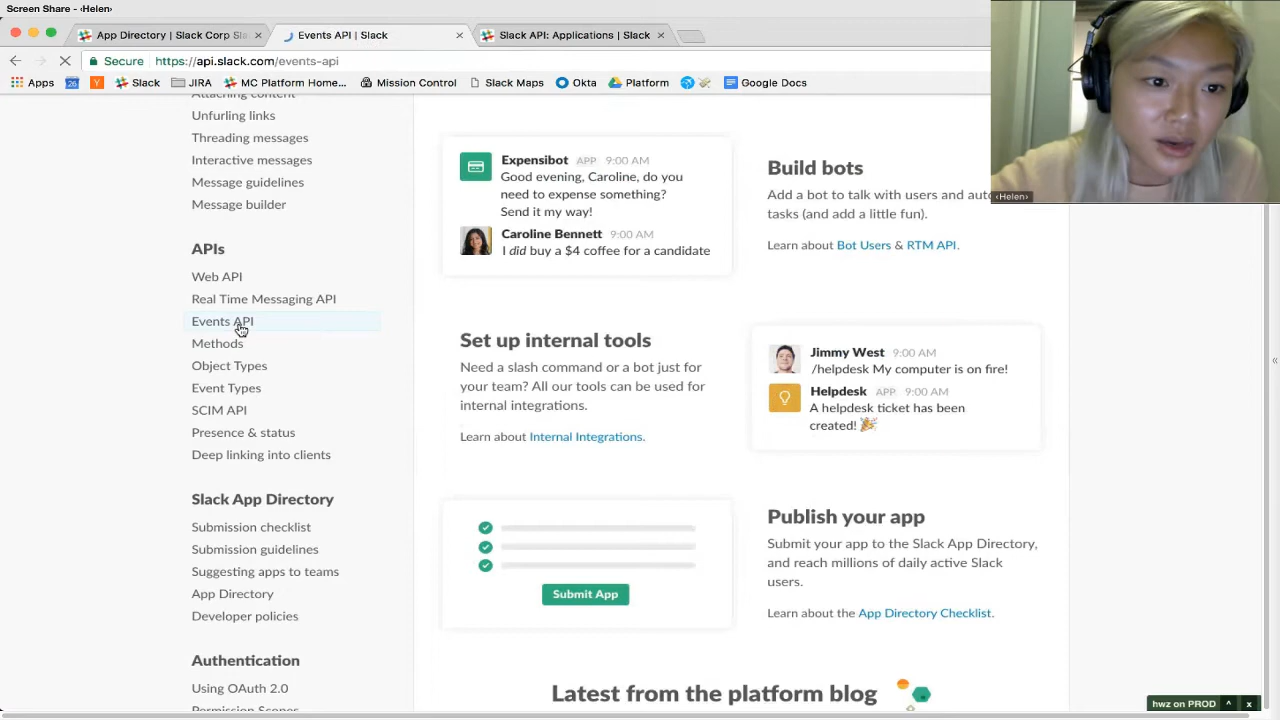 Screen Share - ‹Helen›
App Directory | Slack Corp Sl
Events API | Slack
Slack API: Applications | Slack
Secure https://api.slack.com/events-api
Apps
26
Y
Slack
JIRA
MC Platform Home...
Mission Control
Slack Maps
Okta
Platform
Google Docs
‹Helen›
Attaching content
Unfurling links
Threading messages
Interactive messages
Message guidelines
Message builder
APIs
Web API
Real Time Messaging API
Events API
Methods
Object Types
Event Types
SCIM API
Presence & status
Deep linking into clients
Slack App Directory
Submission checklist
Submission guidelines
Suggesting apps to teams
App Directory
Developer policies
Authentication
Using OAuth 2.0
Permission Scopes
Expensibot APP 9:00 AM
Good evening, Caroline, do you
need to expense something?
Send it my way!
Caroline Bennett 9:00 AM
I did buy a $4 coffee for a candidate
Build bots
Add a bot to talk with users and
tasks (and add a little fun).
Learn about Bot Users & RTM API.
Set up internal tools
Need a slash command or a bot just for
your team? All our tools can be used for
internal integrations.
Learn about Internal Integrations.
Jimmy West 9:00 AM
/helpdesk My computer is on fire!
Helpdesk APP 9:00 AM
A helpdesk ticket has been
created!
Submit App
Publish your app
Submit your app to the Slack App Directory,
and reach millions of daily active Slack
users.
Learn about the App Directory Checklist.
Latest from the platform blog
hwz on PROD ^ x